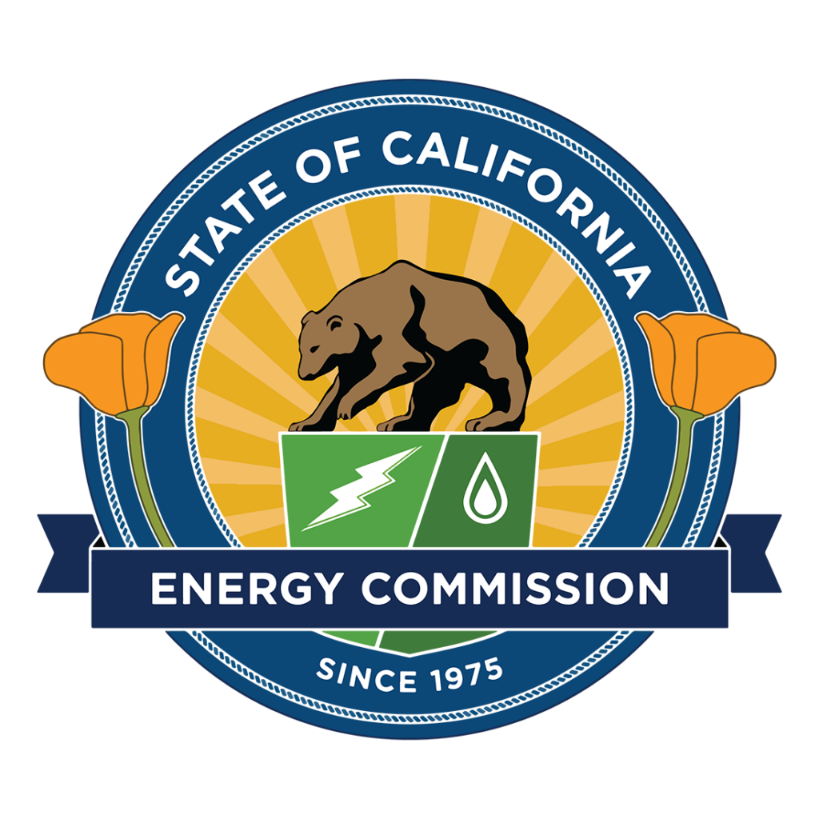 STATE OF CALIFORNIA
ENERGY COMMISSION
SINCE 1975